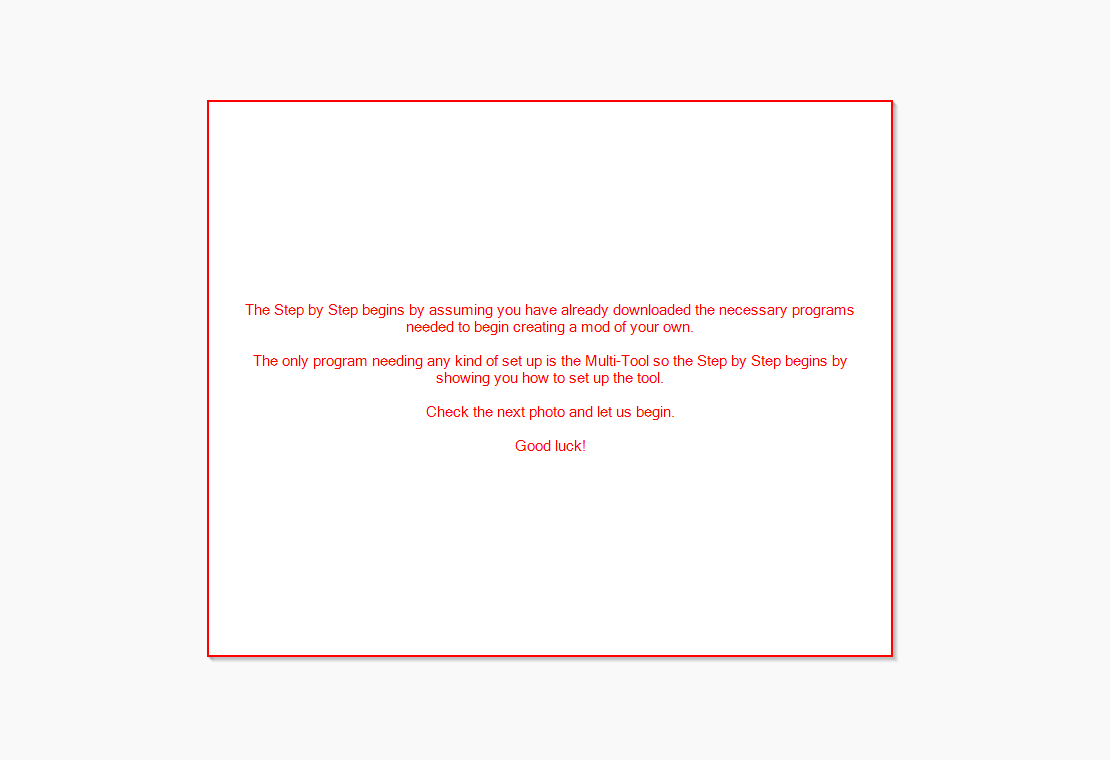 The Step by Step begins by assuming you have already downloaded the necessary programs
needed to begin creating a mod of your own.
The only program needing any kind of set up is the Multi-Tool so the Step by Step begins by
showing you how to set up the tool.
Check the next photo and let us begin.
Good luck!